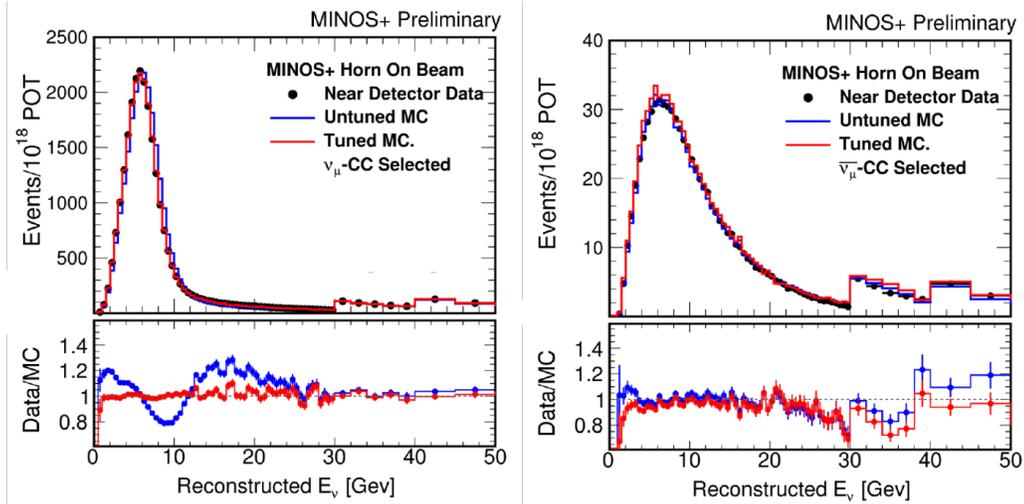 MINOS+ Preliminary
2500
2000
1500
1000
500
Events/10^18 POT
MINOS+ Horn On Beam
Near Detector Data
Untuned MC
Tuned MC.
νμ-CC Selected
1.4
1.2
1
0.8
Data/MC
0 10 20 30 40 50
Reconstructed Eν [Gev]
MINOS+ Preliminary
40
30
20
10
Events/10^18 POT
MINOS+ Horn On Beam
Near Detector Data
Untuned MC
Tuned MC.
ν̅μ-CC Selected
1.4
1.2
1
0.8
Data/MC
0 10 20 30 40 50
Reconstructed Eν [Gev]